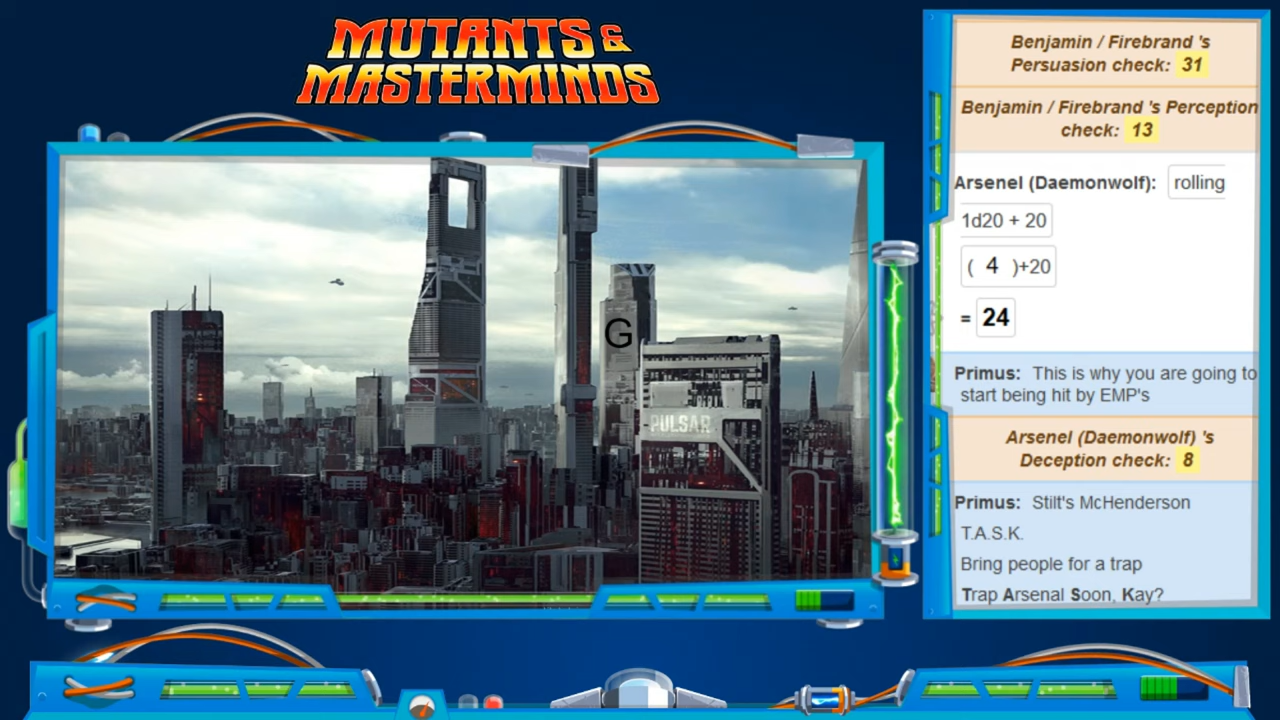 MUTANTS &
MASTERMINDS
G
PULSAR
Benjamin / Firebrand 's
Persuasion check: 31
Benjamin / Firebrand 's Perception
check: 13
Arsenel (Daemonwolf): rolling
1d20 + 20
( 4 )+20
= 24
Primus: This is why you are going to
start being hit by EMP's
Arsenel (Daemonwolf) 's
Deception check: 8
Primus: Stilt's McHenderson
T.A.S.K.
Bring people for a trap
Trap Arsenal Soon, Kay?